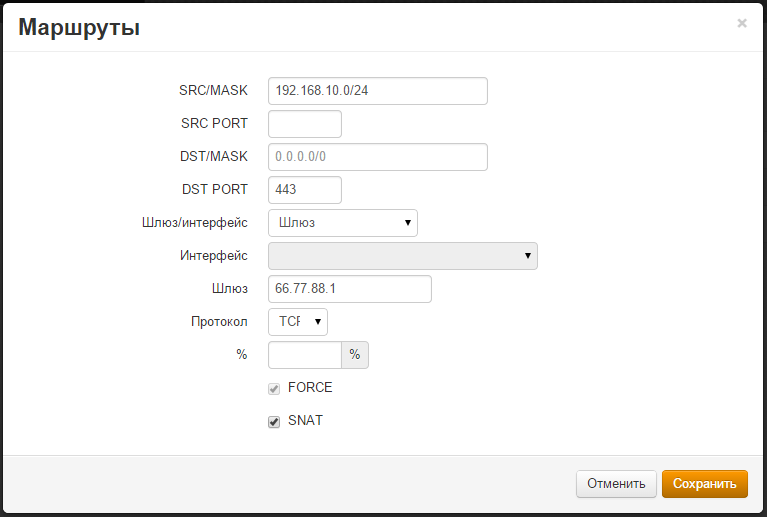 Маршруты ×
SRC/MASK 192.168.10.0/24
SRC PORT
DST/MASK 0.0.0.0/0
DST PORT 443
Шлюз/интерфейс Шлюз
Интерфейс
Шлюз 66.77.88.1
Протокол TCP
% %
FORCE
SNAT
Отменить Сохранить